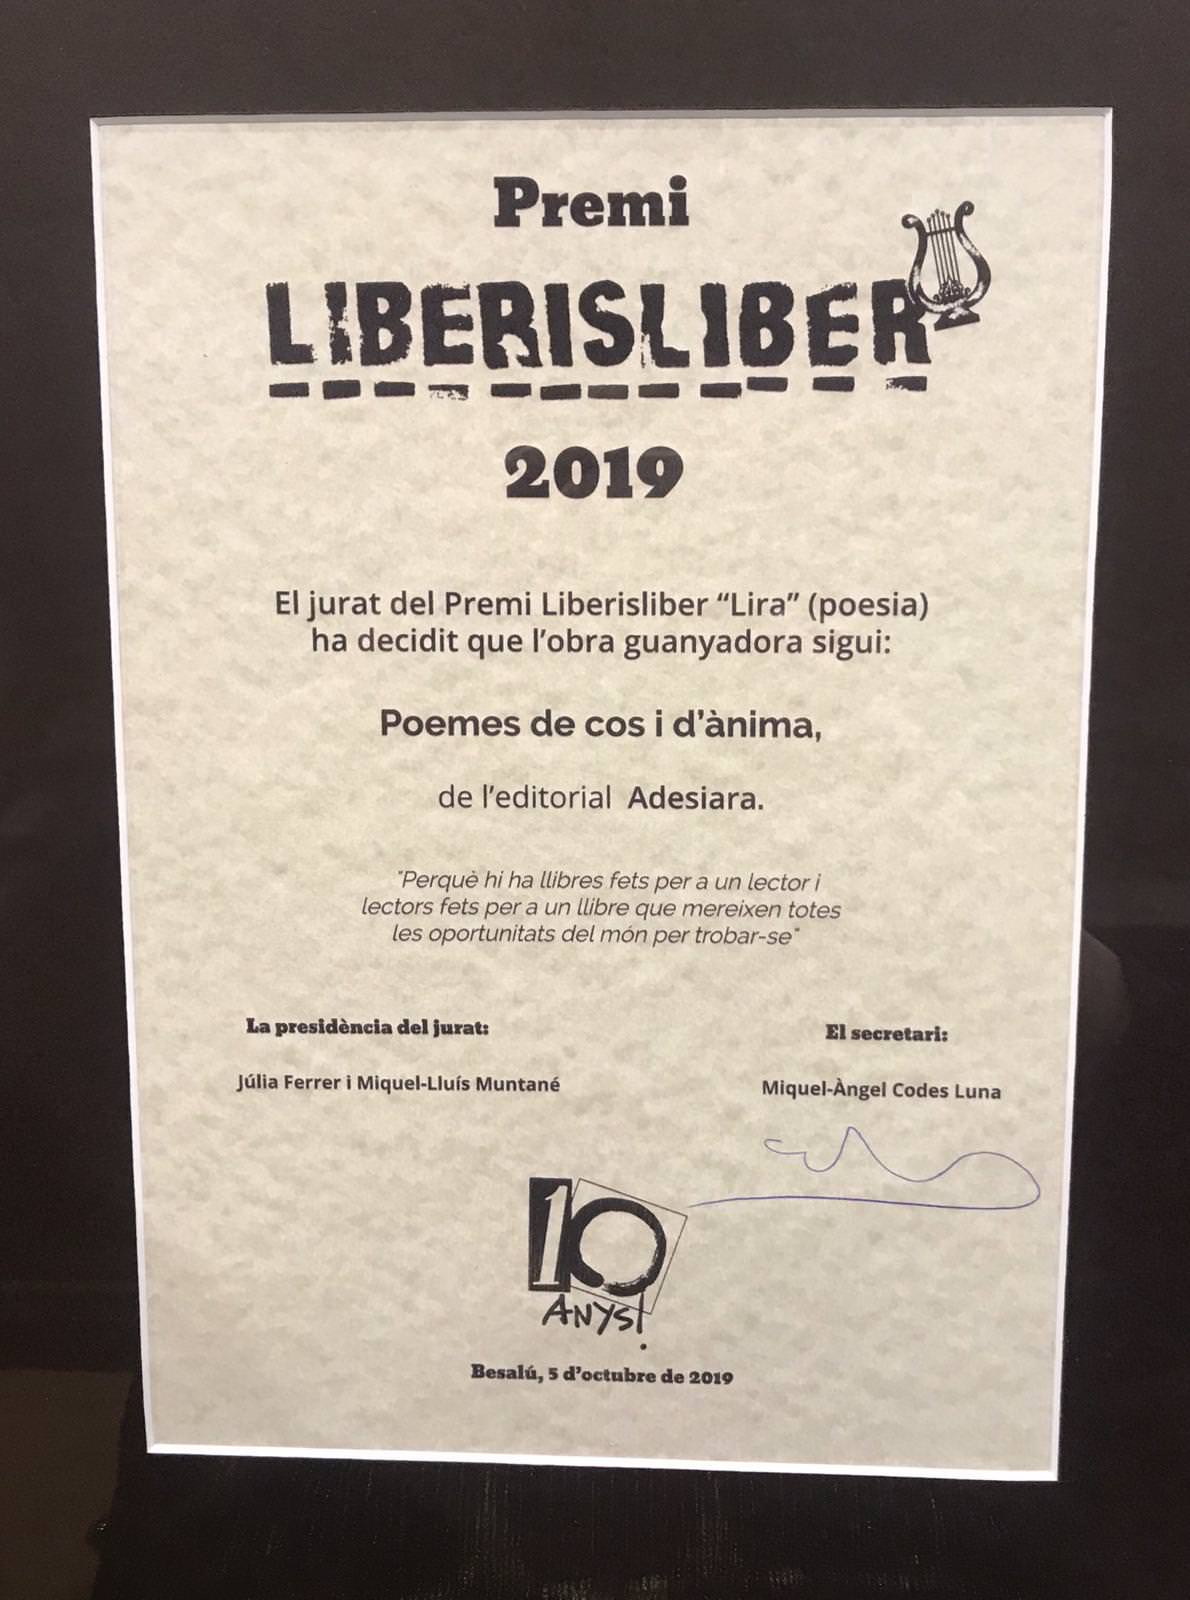 Premi
LIBERISLIBER
2019
El jurat del Premi Liberisliber “Lira” (poesia)
ha decidit que l’obra guanyadora sigui:
Poemes de cos i d’ànima,
de l’editorial Adesiara.
"Perquè hi ha llibres fets per a un lector i
lectors fets per a un llibre que mereixen totes
les oportunitats del món per trobar-se"
La presidència del jurat:
El secretari:
Júlia Ferrer i Miquel-Lluís Muntané
Miquel-Àngel Codes Luna
10
ANYS!
Besalú, 5 d’octubre de 2019